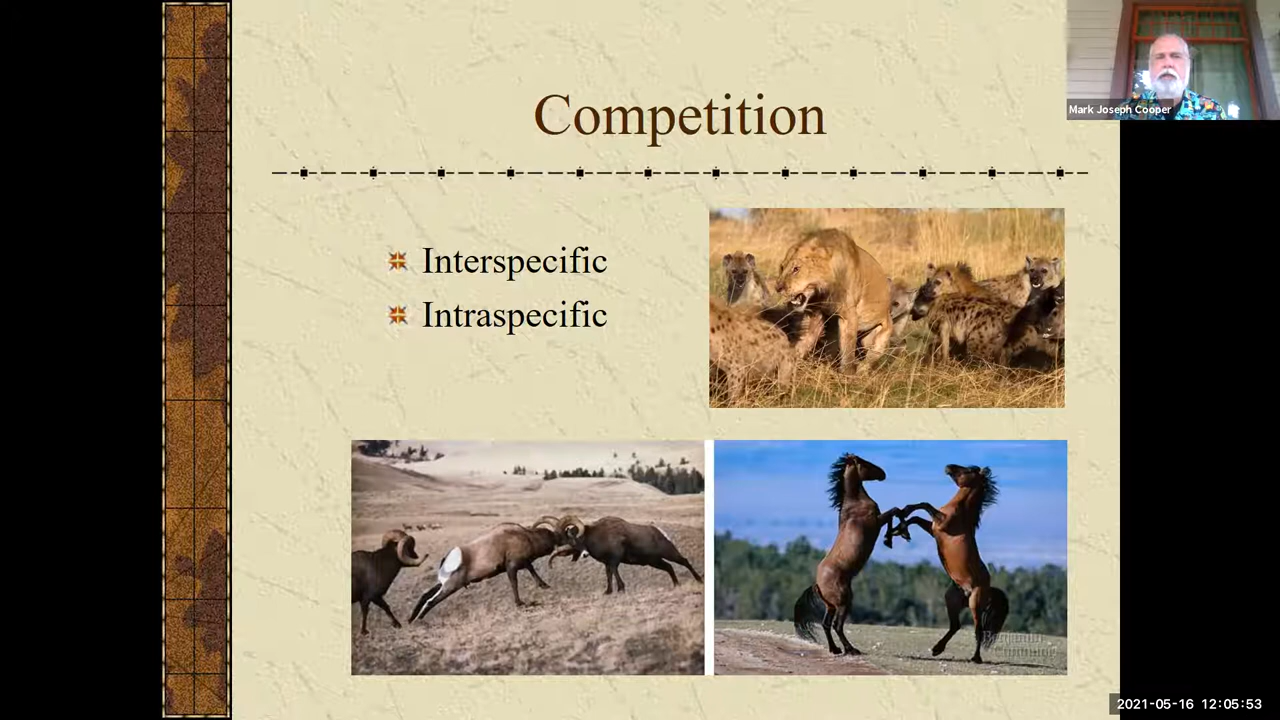 Competition
Mark Joseph Cooper
Interspecific
Intraspecific
2021-05-16 12:05:53